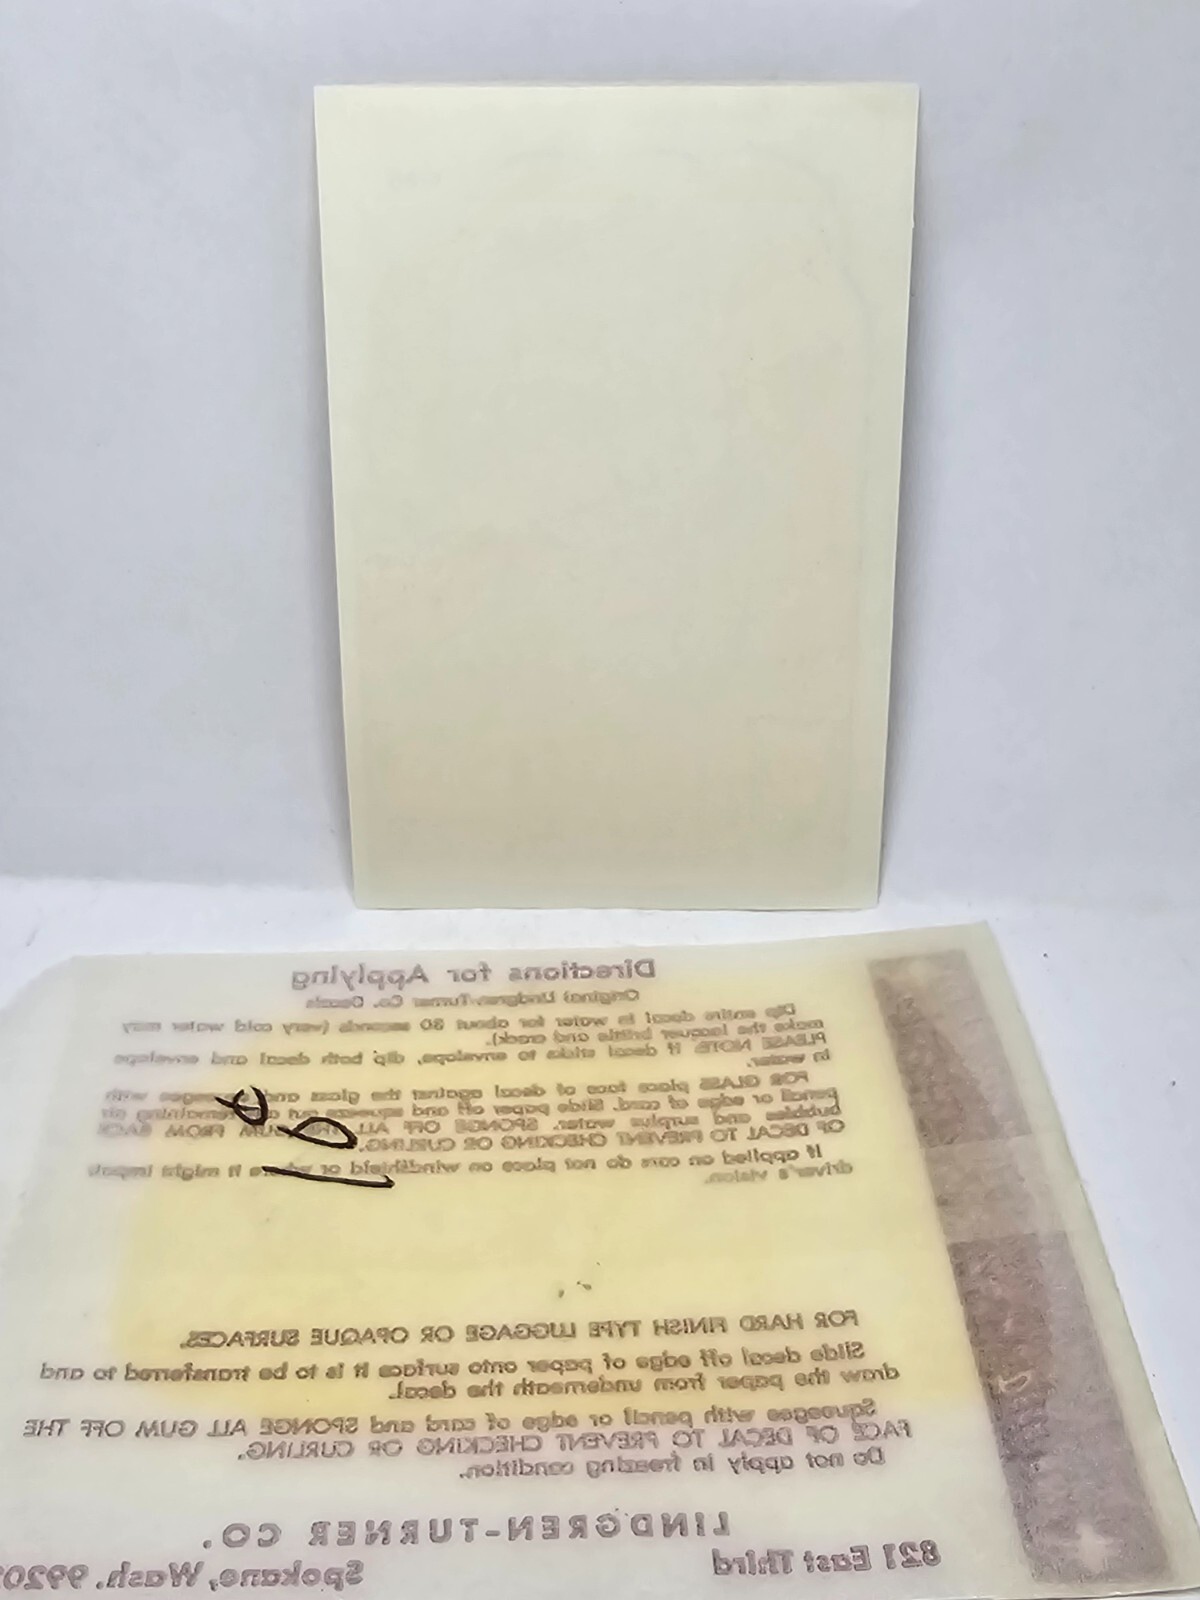 Directions for Applying
Original Lindgren-Turner Co. Decals
Dip entire decal in water for about 30 seconds (very cold water may
make the lacquer brittle and crack).
PLEASE NOTE: If decal sticks to envelope, dip both decal and envelope
in water.
FOR GLASS place face of decal against the glass and squeegee with
pencil or edge of card. Slide paper off and squeeze out remaining air
bubbles and surplus water. SPONGE OFF ALL GUM FROM BACK
OF DECAL TO PREVENT CHECKING OR CURLING.
If applied on cars do not place on windshield or where it might impair
driver's vision.
FOR HARD FINISH TYPE LUGGAGE OR OPAQUE SURFACES.
Slide decal off edge of paper onto surface it is to be transferred to and
draw the paper from underneath the decal.
Squeegee with pencil or edge of card and SPONGE ALL GUM OFF THE
FACE OF DECAL TO PREVENT CHECKING OR CURLING.
Do not apply in freezing condition.
LINDGREN-TURNER CO.
821 East Third Spokane, Wash. 9920